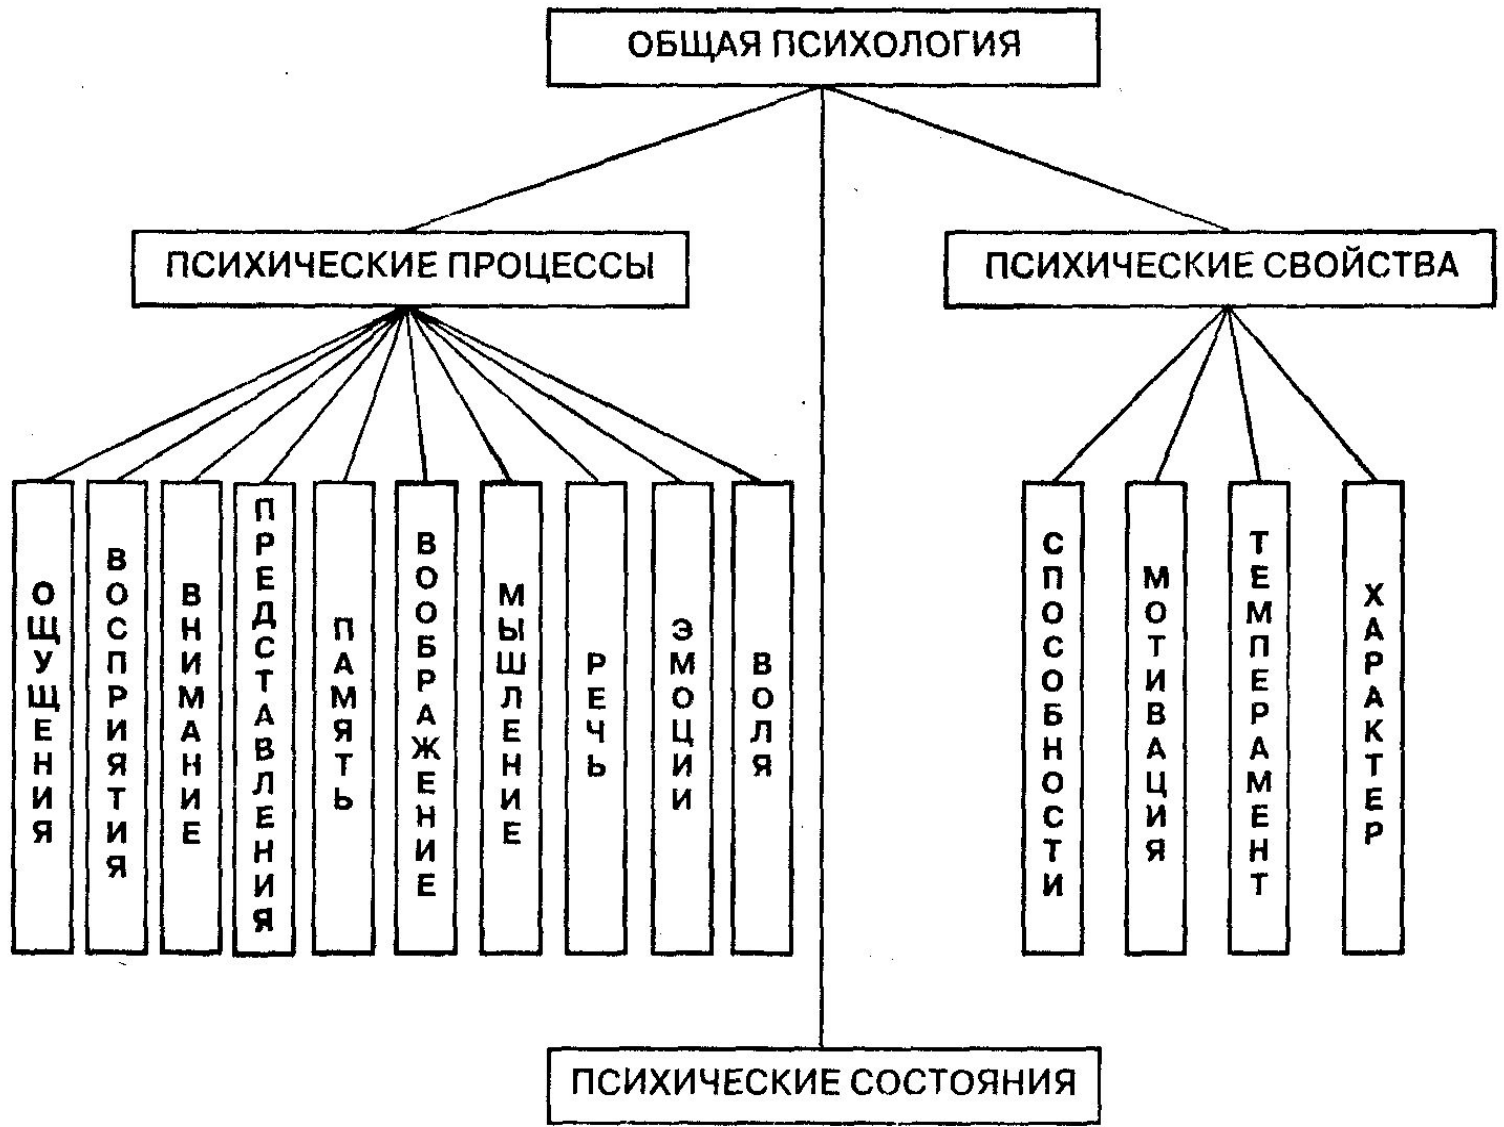 ОБЩАЯ ПСИХОЛОГИЯ
ПСИХИЧЕСКИЕ ПРОЦЕССЫ
ПСИХИЧЕСКИЕ СВОЙСТВА
ОЩУЩЕНИЯ
ВОСПРИЯТИЯ
ВНИМАНИЕ
ПРЕДСТАВЛЕНИЯ
ПАМЯТЬ
ВООБРАЖЕНИЕ
МЫШЛЕНИЕ
РЕЧЬ
ЭМОЦИИ
ВОЛЯ
СПОСОБНОСТИ
МОТИВАЦИЯ
ТЕМПЕРАМЕНТ
ХАРАКТЕР
ПСИХИЧЕСКИЕ СОСТОЯНИЯ